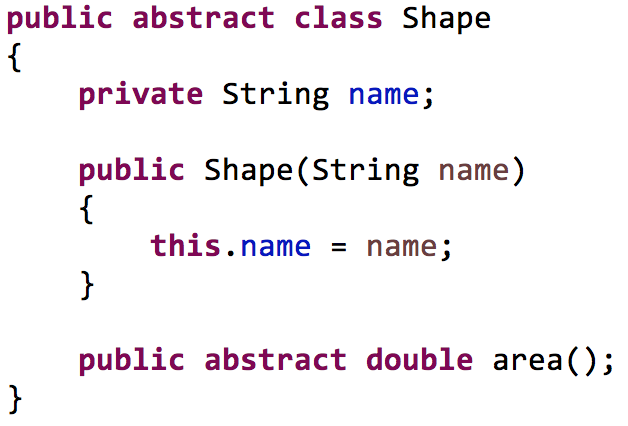 public abstract class Shape
{
    private String name;

    public Shape(String name)
    {
        this.name = name;
    }

    public abstract double area();
}